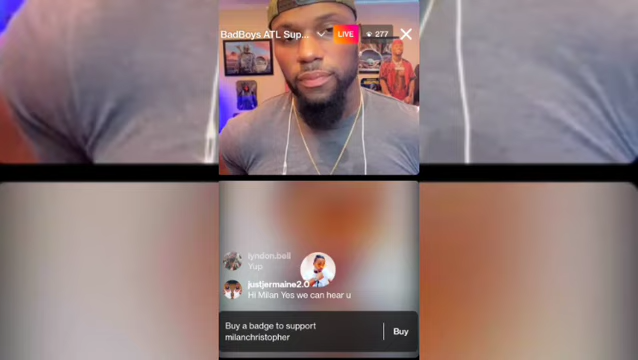 BadBoys ATL Sup...
LIVE
277
lyndon.ball
Yup
justjermaine2.0
Hi Milan Yes we can hear u
Buy a badge to support
milanchristopher
Buy